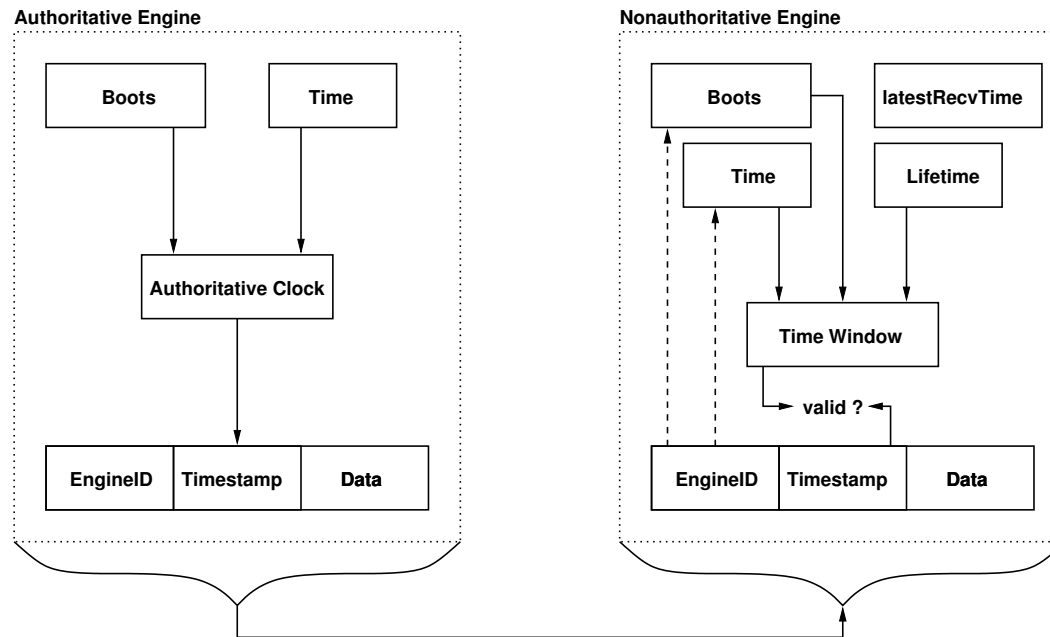 Authoritative Engine
Boots
Time
Authoritative Clock
EngineID
Timestamp
Data
Nonauthoritative Engine
Boots
latestRecvTime
Time
Lifetime
Time Window
valid ?
EngineID
Timestamp
Data